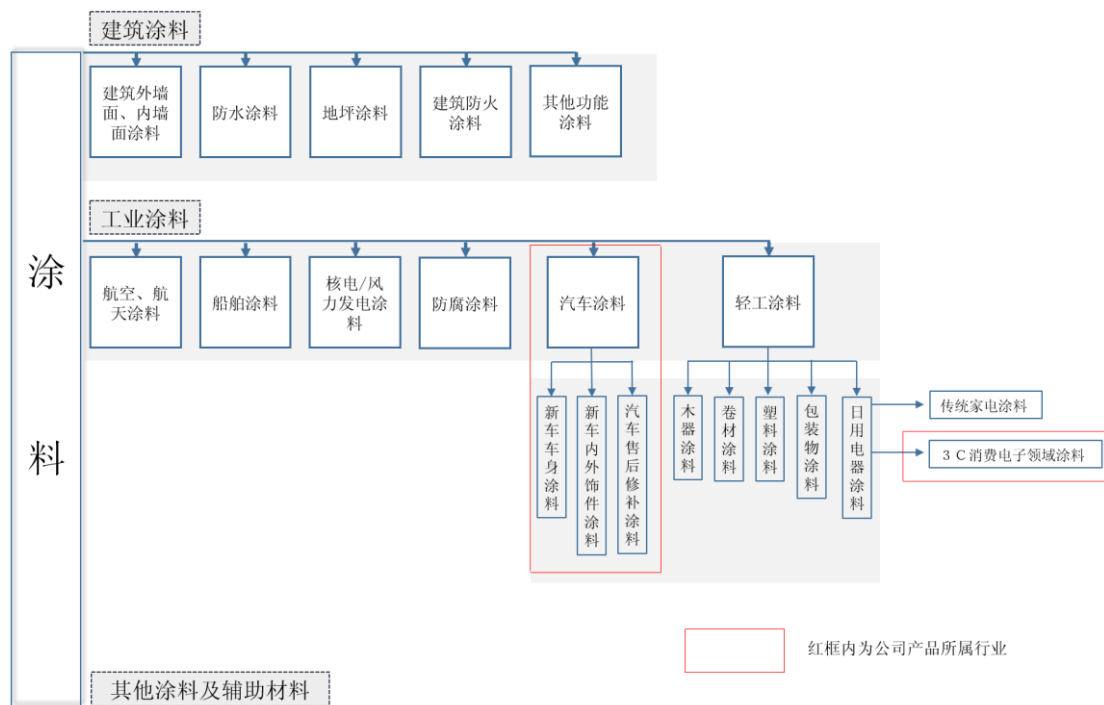 建筑涂料
建筑外墙
面、内墙
面涂料
防水涂料
地坪涂料
建筑防火
涂料
其他功能
涂料
涂
料
工业涂料
航空、航
天涂料
船舶涂料
核电/风
力发电涂
料
防腐涂料
汽车涂料
轻工涂料
新车车身涂料
新车内外饰件涂料
汽车售后修补涂料
木器涂料
卷材涂料
塑料涂料
包装物涂料
日用电器涂料
传统家电涂料
3C消费电子领域涂料
红框内为公司产品所属行业
其他涂料及辅助材料